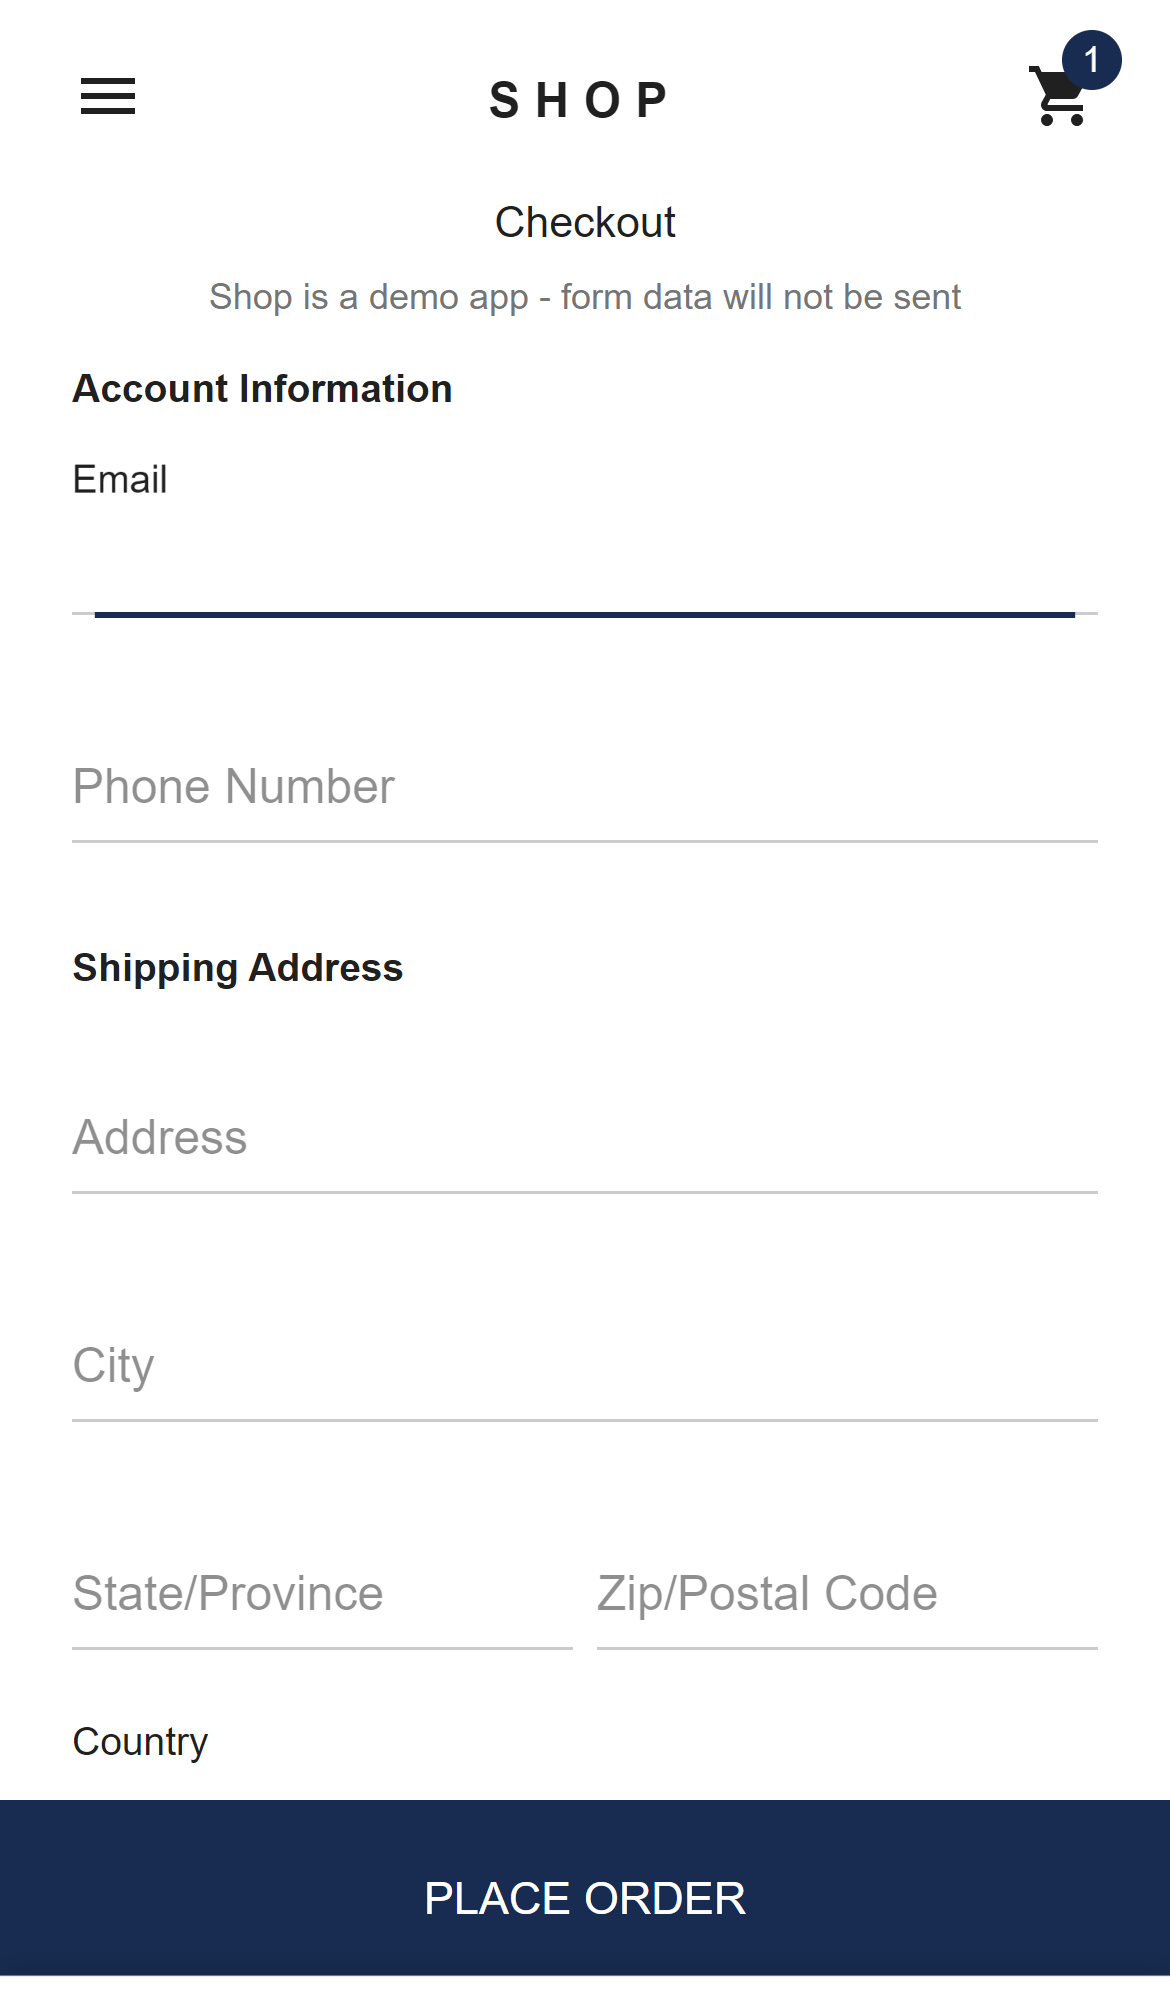 SHOP
1
Checkout
Shop is a demo app - form data will not be sent
Account Information
Email
Phone Number
Shipping Address
Address
City
State/Province Zip/Postal Code
Country
PLACE ORDER